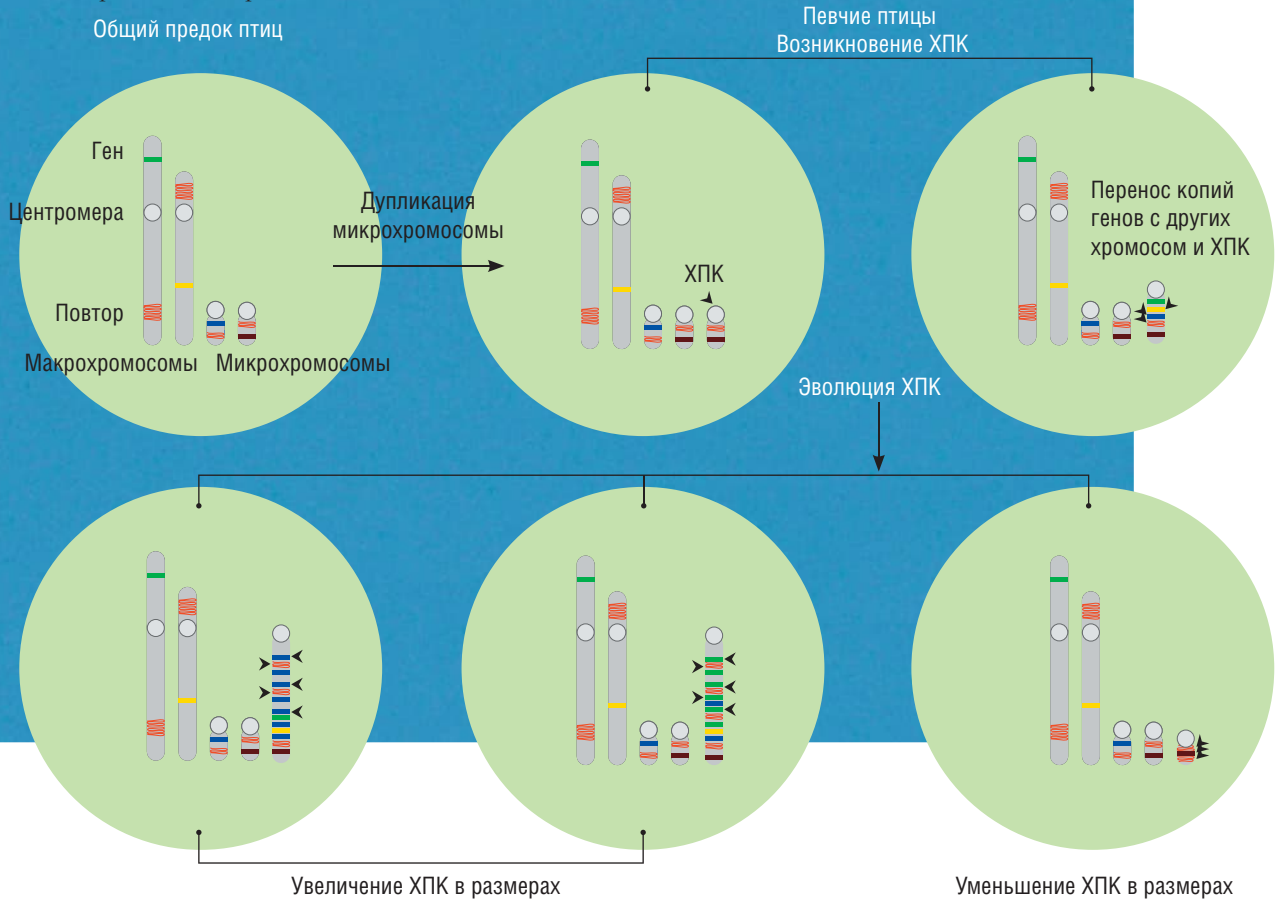 Общий предок птиц
Певчие птицы
Возникновение ХПК
Ген
Центромера
Повтор
Макрохромосомы
Микрохромосомы
Дупликация
микрохромосомы
ХПК
Перенос копий
генов с других
хромосом и ХПК
Эволюция ХПК
Увеличение ХПК в размерах
Уменьшение ХПК в размерах